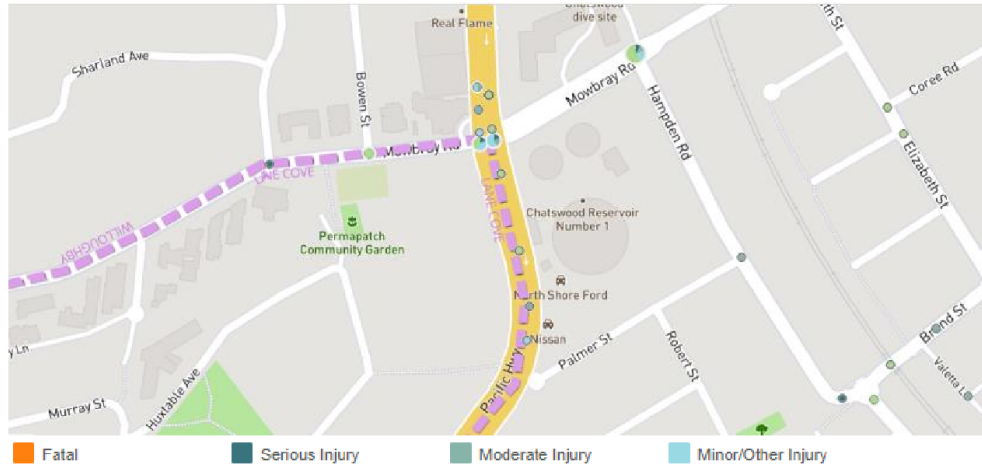 Real Flame
Chatswood
dive site
Sharland Ave
Bowen St
Mowbray Rd
Hampden Rd
Coree Rd
Elizabeth St
Mowbray Rd
LANE COVE
WILLOUGHBY
LANE COVE
Permapatch
Community Garden
Chatswood Reservoir
Number 1
North Shore Ford
Nissan
Palmer St
Robert St
Brand St
Valetta L
Pacific Hwy
Huxtable Ave
Murray St
Fatal
Serious Injury
Moderate Injury
Minor/Other Injury